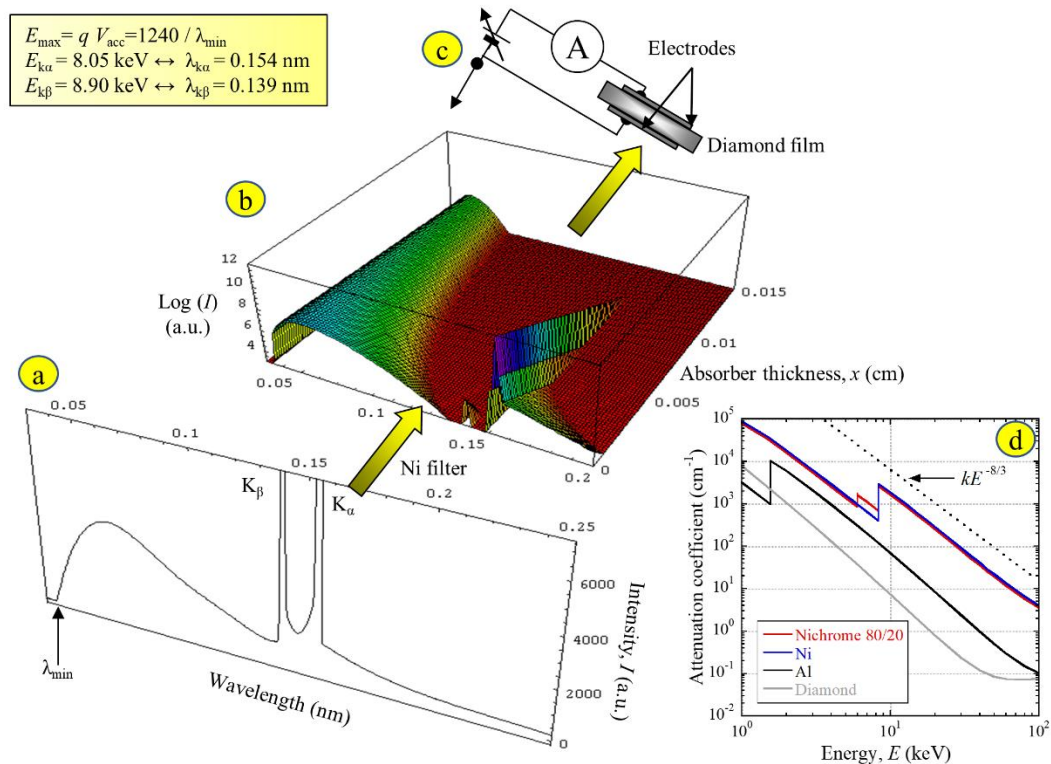 E_max = q V_acc=1240 / λ_min
E_kα = 8.05 keV ↔ λ_kα = 0.154 nm
E_kβ = 8.90 keV ↔ λ_kβ = 0.139 nm
c
A
Electrodes
Diamond film
b
12
10
8
6
4
Log (I)
(a.u.)
0.05
0.1
0.15
0.2
0
0.005
0.01
0.015
Absorber thickness, x (cm)
Ni filter
a
0.05
0.1
0.15
0.2
0.25
K_β
K_α
λ_min
Wavelength (nm)
6000
4000
2000
0
Intensity, I (a.u.)
d
10^5
10^4
10^3
10^2
10^1
10^0
10^-1
10^-2
Attenuation coefficient (cm^-1)
kE^-8/3
Nichrome 80/20
Ni
Al
Diamond
10^0
10^1
10^2
Energy, E (keV)